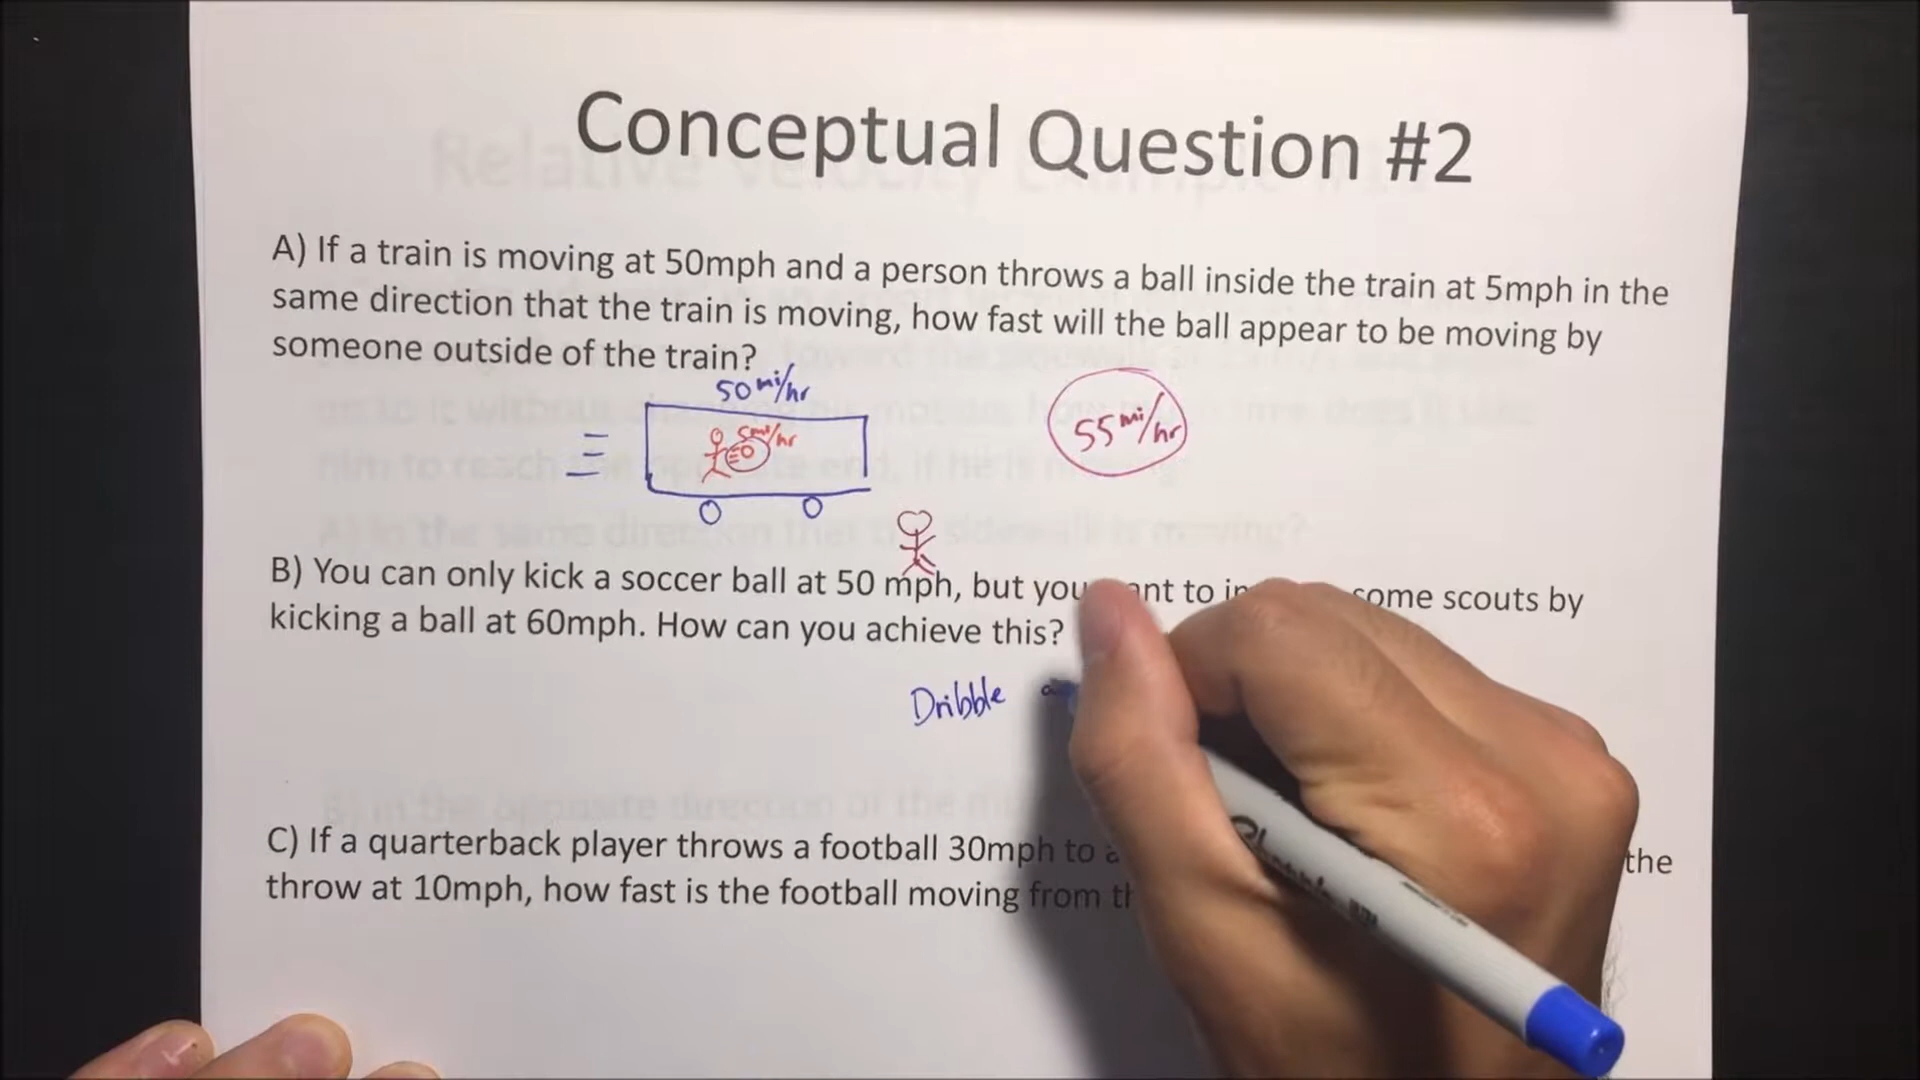 Conceptual Question #2
A) If a train is moving at 50mph and a person throws a ball inside the train at 5mph in the
same direction that the train is moving, how fast will the ball appear to be moving by
someone outside of the train?
50 mi/hr
5mi/hr
55 mi/hr
B) You can only kick a soccer ball at 50 mph, but you some scouts by
kicking a ball at 60mph. How can you achieve this?
Dribble
C) If a quarterback player throws a football 30mph to the
throw at 10mph, how fast is the football moving from